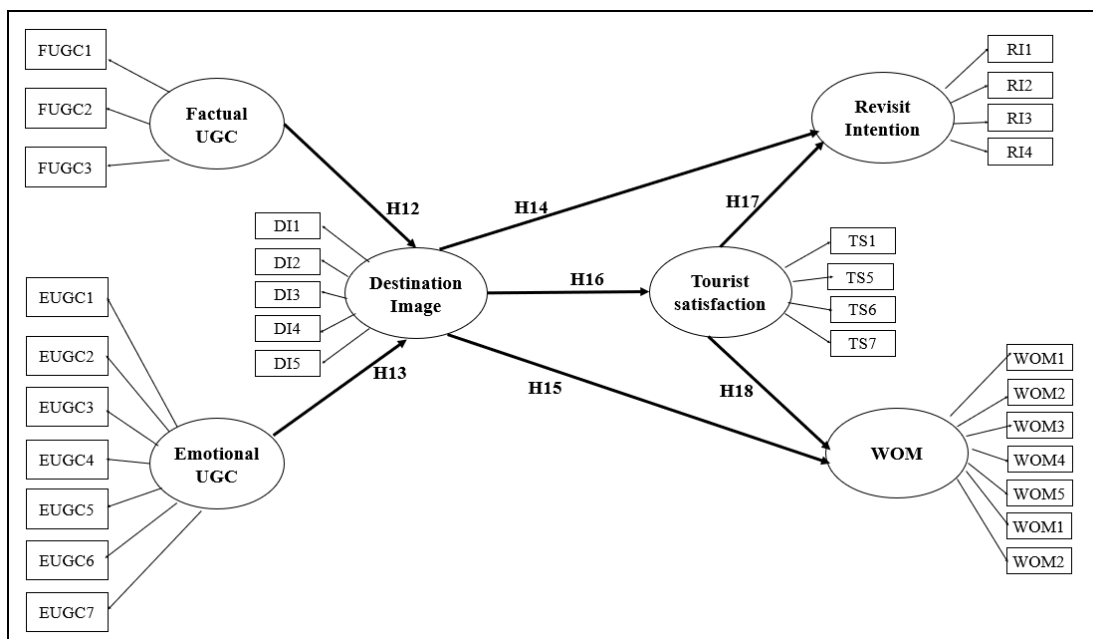 FUGC1
FUGC2
FUGC3
Factual
UGC
H12
EUGC1
EUGC2
EUGC3
EUGC4
EUGC5
EUGC6
EUGC7
Emotional
UGC
H13
DI1
DI2
DI3
DI4
DI5
Destination
Image
H14
H16
H15
Tourist
satisfaction
H17
H18
TS1
TS5
TS6
TS7
Revisit
Intention
RI1
RI2
RI3
RI4
WOM
WOM1
WOM2
WOM3
WOM4
WOM5
WOM1
WOM2